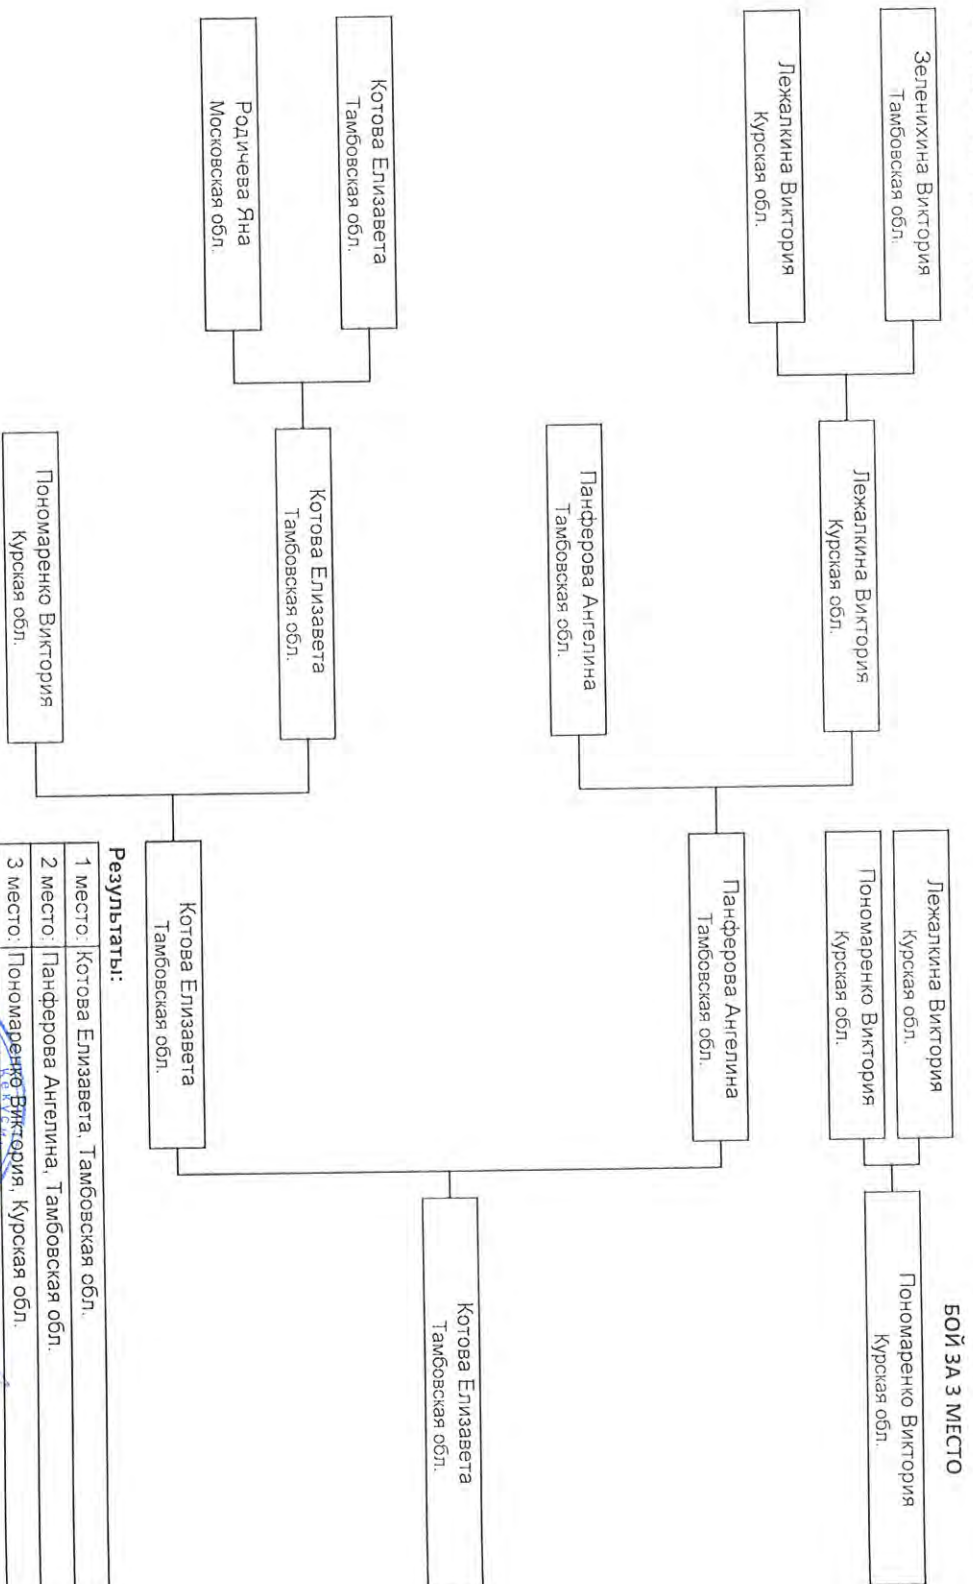 БОЙ ЗА 3 МЕСТО
Зеленихина Виктория
Тамбовская обл.
Лежалкина Виктория
Курская обл.
Лежалкина Виктория
Курская обл.
Панферова Ангелина
Тамбовская обл.
Лежалкина Виктория
Курская обл.
Пономаренко Виктория
Курская обл.
Пономаренко Виктория
Курская обл.
Панферова Ангелина
Тамбовская обл.
Котова Елизавета
Тамбовская обл.
Котова Елизавета
Тамбовская обл.
Родичева Яна
Московская обл.
Котова Елизавета
Тамбовская обл.
Пономаренко Виктория
Курская обл.
Котова Елизавета
Тамбовская обл.
Результаты:
1 место: Котова Елизавета, Тамбовская обл.
2 место: Панферова Ангелина, Тамбовская обл.
3 место: Пономаренко Виктория, Курская обл.